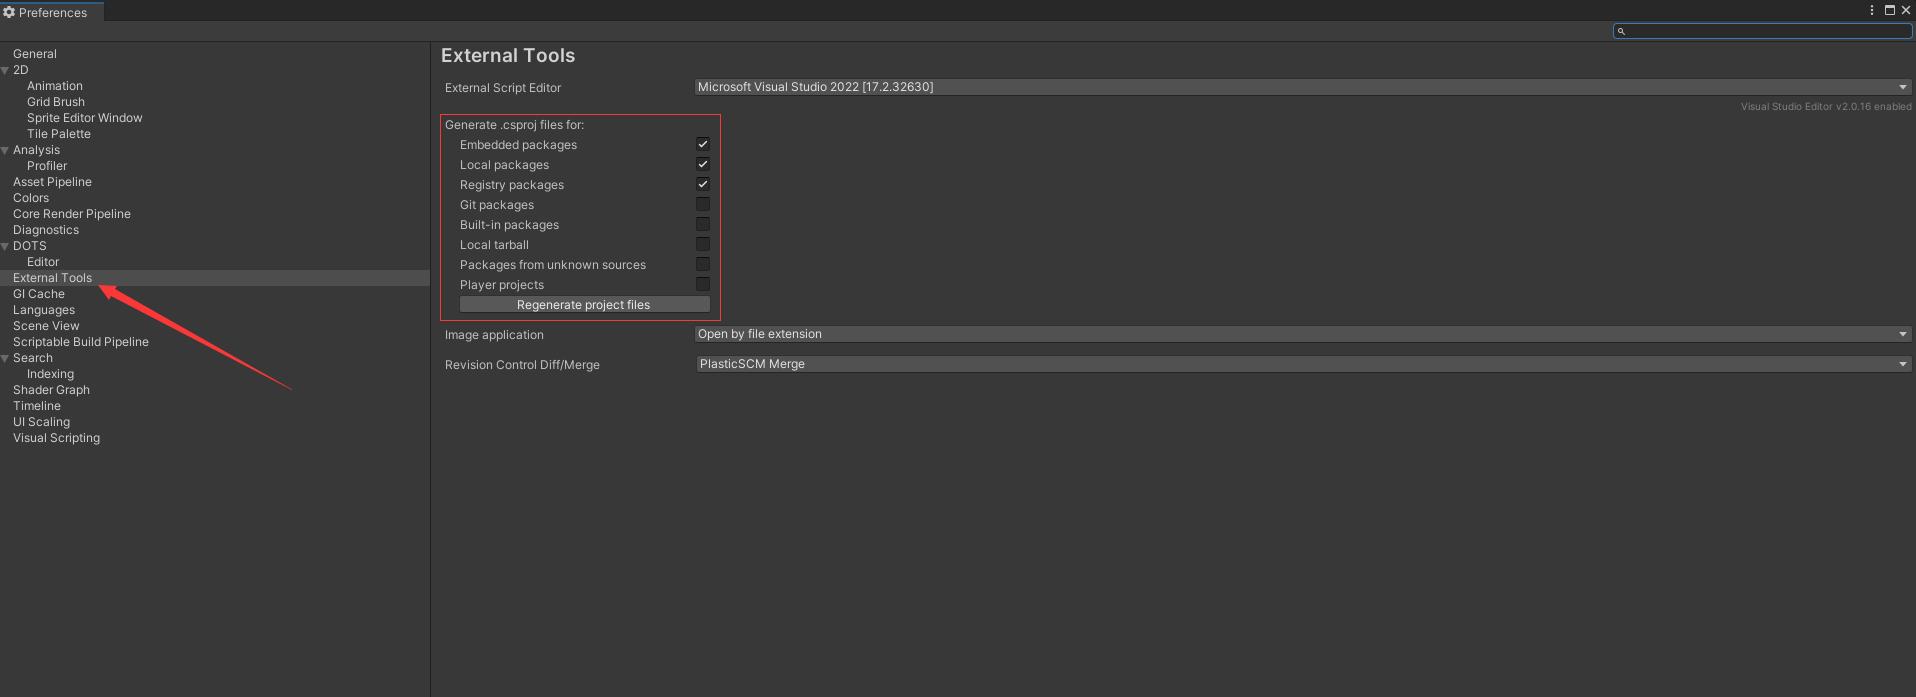 Preferences
General
2D
Animation
Grid Brush
Sprite Editor Window
Tile Palette
Analysis
Profiler
Asset Pipeline
Colors
Core Render Pipeline
Diagnostics
DOTS
Editor
External Tools
GI Cache
Languages
Scene View
Scriptable Build Pipeline
Search
Indexing
Shader Graph
Timeline
UI Scaling
Visual Scripting
External Tools
External Script Editor Microsoft Visual Studio 2022 [17.2.32630]
Visual Studio Editor v2.0.16 enabled
Generate .csproj files for:
Embedded packages
Local packages
Registry packages
Git packages
Built-in packages
Local tarball
Packages from unknown sources
Player projects
Regenerate project files
Image application Open by file extension
Revision Control Diff/Merge PlasticSCM Merge